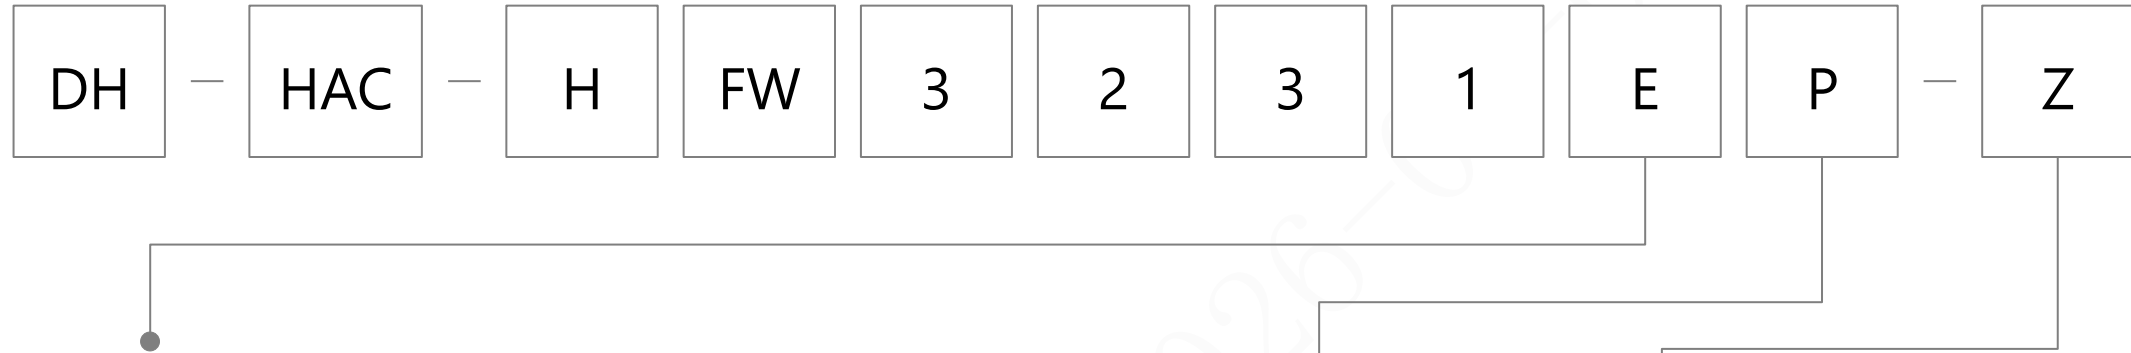 DH — HAC — H FW 3 2 3 1 E P — Z